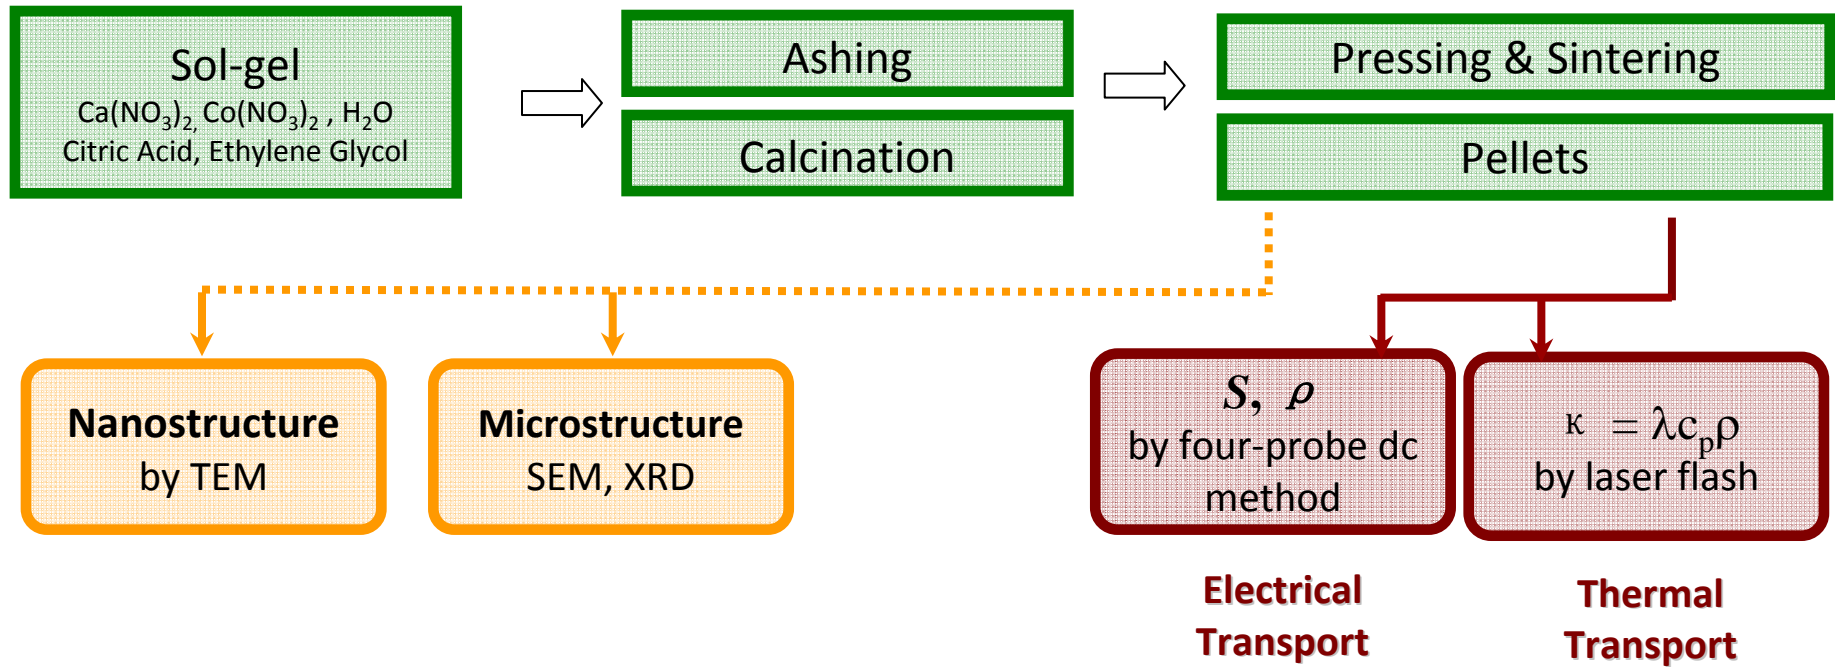 Sol-gel
Ca(NO₃)₂, Co(NO₃)₂ , H₂O
Citric Acid, Ethylene Glycol
Ashing
Calcination
Pressing & Sintering
Pellets
Nanostructure
by TEM
Microstructure
SEM, XRD
S, ρ
by four-probe dc
method
κ = λcₚρ
by laser flash
Electrical
Transport
Thermal
Transport